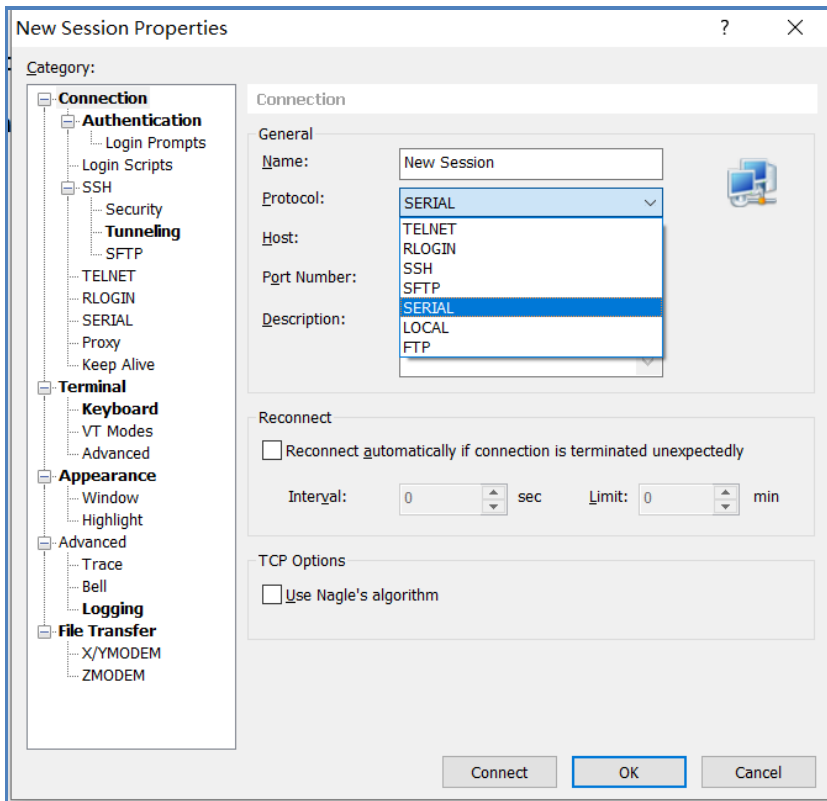 New Session Properties
?
Category:
Connection
Authentication
Login Prompts
Login Scripts
SSH
Security
Tunneling
SFTP
TELNET
RLOGIN
SERIAL
Proxy
Keep Alive
Terminal
Keyboard
VT Modes
Advanced
Appearance
Window
Highlight
Advanced
Trace
Bell
Logging
File Transfer
X/YMODEM
ZMODEM
Connection
General
Name: New Session
Protocol: SERIAL
TELNET
RLOGIN
SSH
SFTP
SERIAL
LOCAL
FTP
Host:
Port Number:
Description:
Reconnect
Reconnect automatically if connection is terminated unexpectedly
Interval: 0 sec Limit: 0 min
TCP Options
Use Nagle's algorithm
Connect OK Cancel